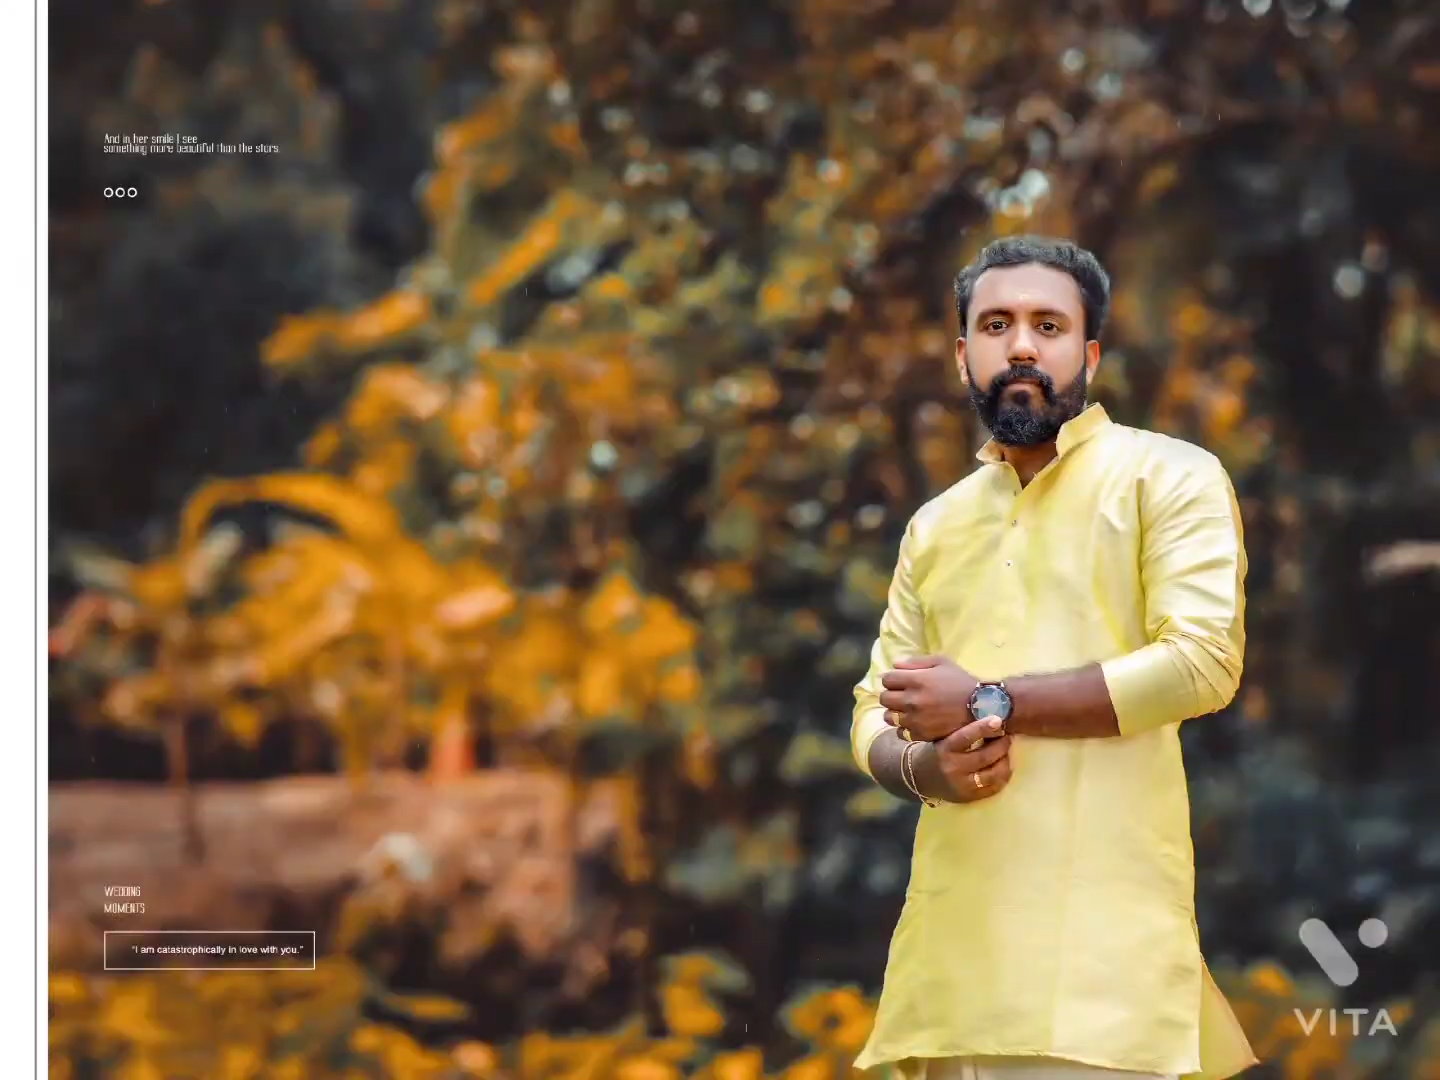 And in her smile I see
something more beautiful than the stars.
WEDDING
MOMENTS
"I am catastrophically in love with you."
VITA